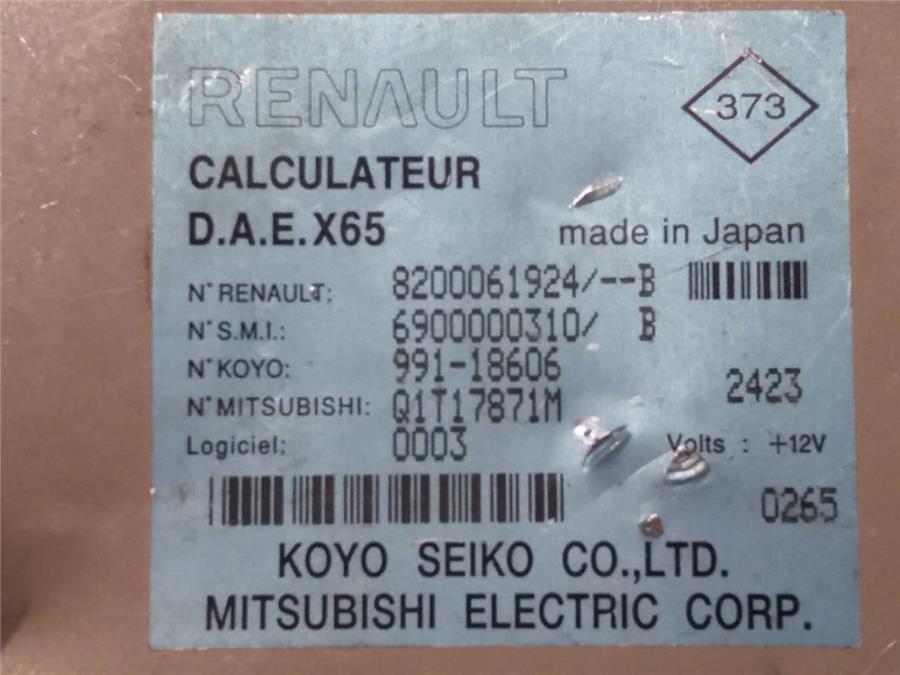 RENAULT
373
CALCULATEUR
D.A.E. X65
made in Japan
N° RENAULT: 8200061924/--B
N° S.M.I.: 6900000310/ B
N° KOYO: 991-18606
2423
N° MITSUBISHI: Q1T17871M
Logiciel: 0003
Volts : +12V
0265
KOYO SEIKO CO.,LTD.
MITSUBISHI ELECTRIC CORP.